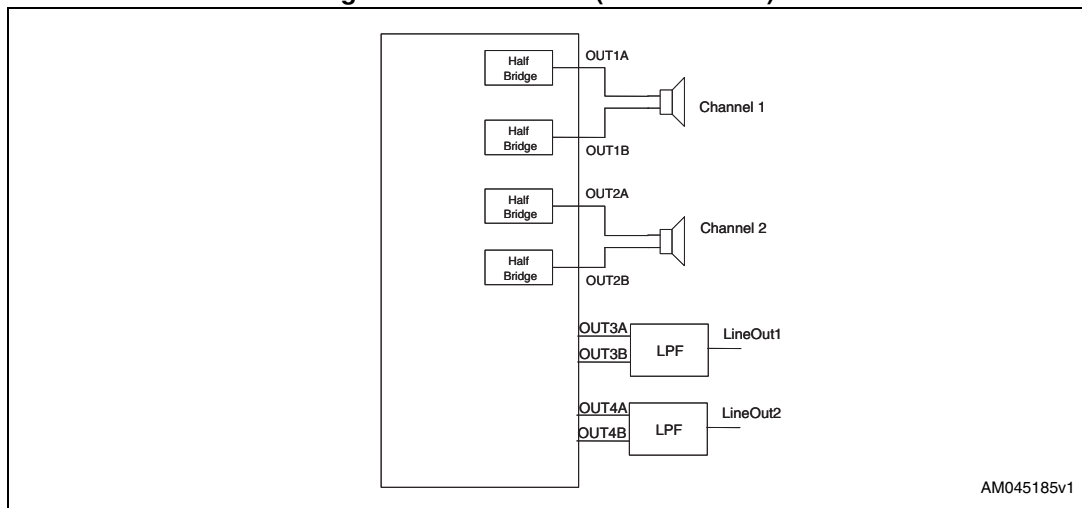 Half
Bridge
OUT1A
Channel 1
Half
Bridge
OUT1B
Half
Bridge
OUT2A
Channel 2
Half
Bridge
OUT2B
OUT3A
OUT3B
LPF
LineOut1
OUT4A
OUT4B
LPF
LineOut2
AM045185v1